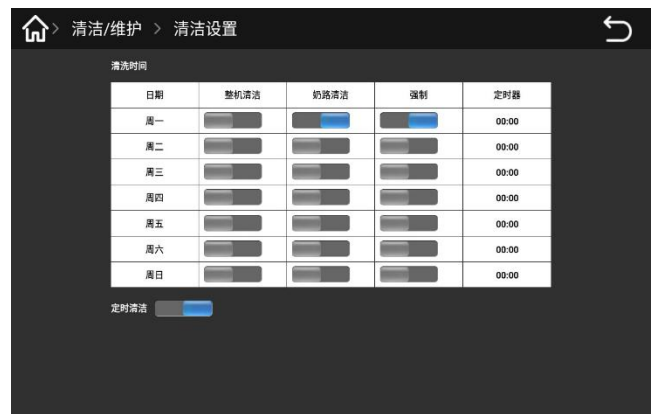 > 清洁/维护 > 清洁设置
清洗时间
日期 整机清洁 奶路清洁 强制 定时器
周一 00:00
周二 00:00
周三 00:00
周四 00:00
周五 00:00
周六 00:00
周日 00:00
定时清洁